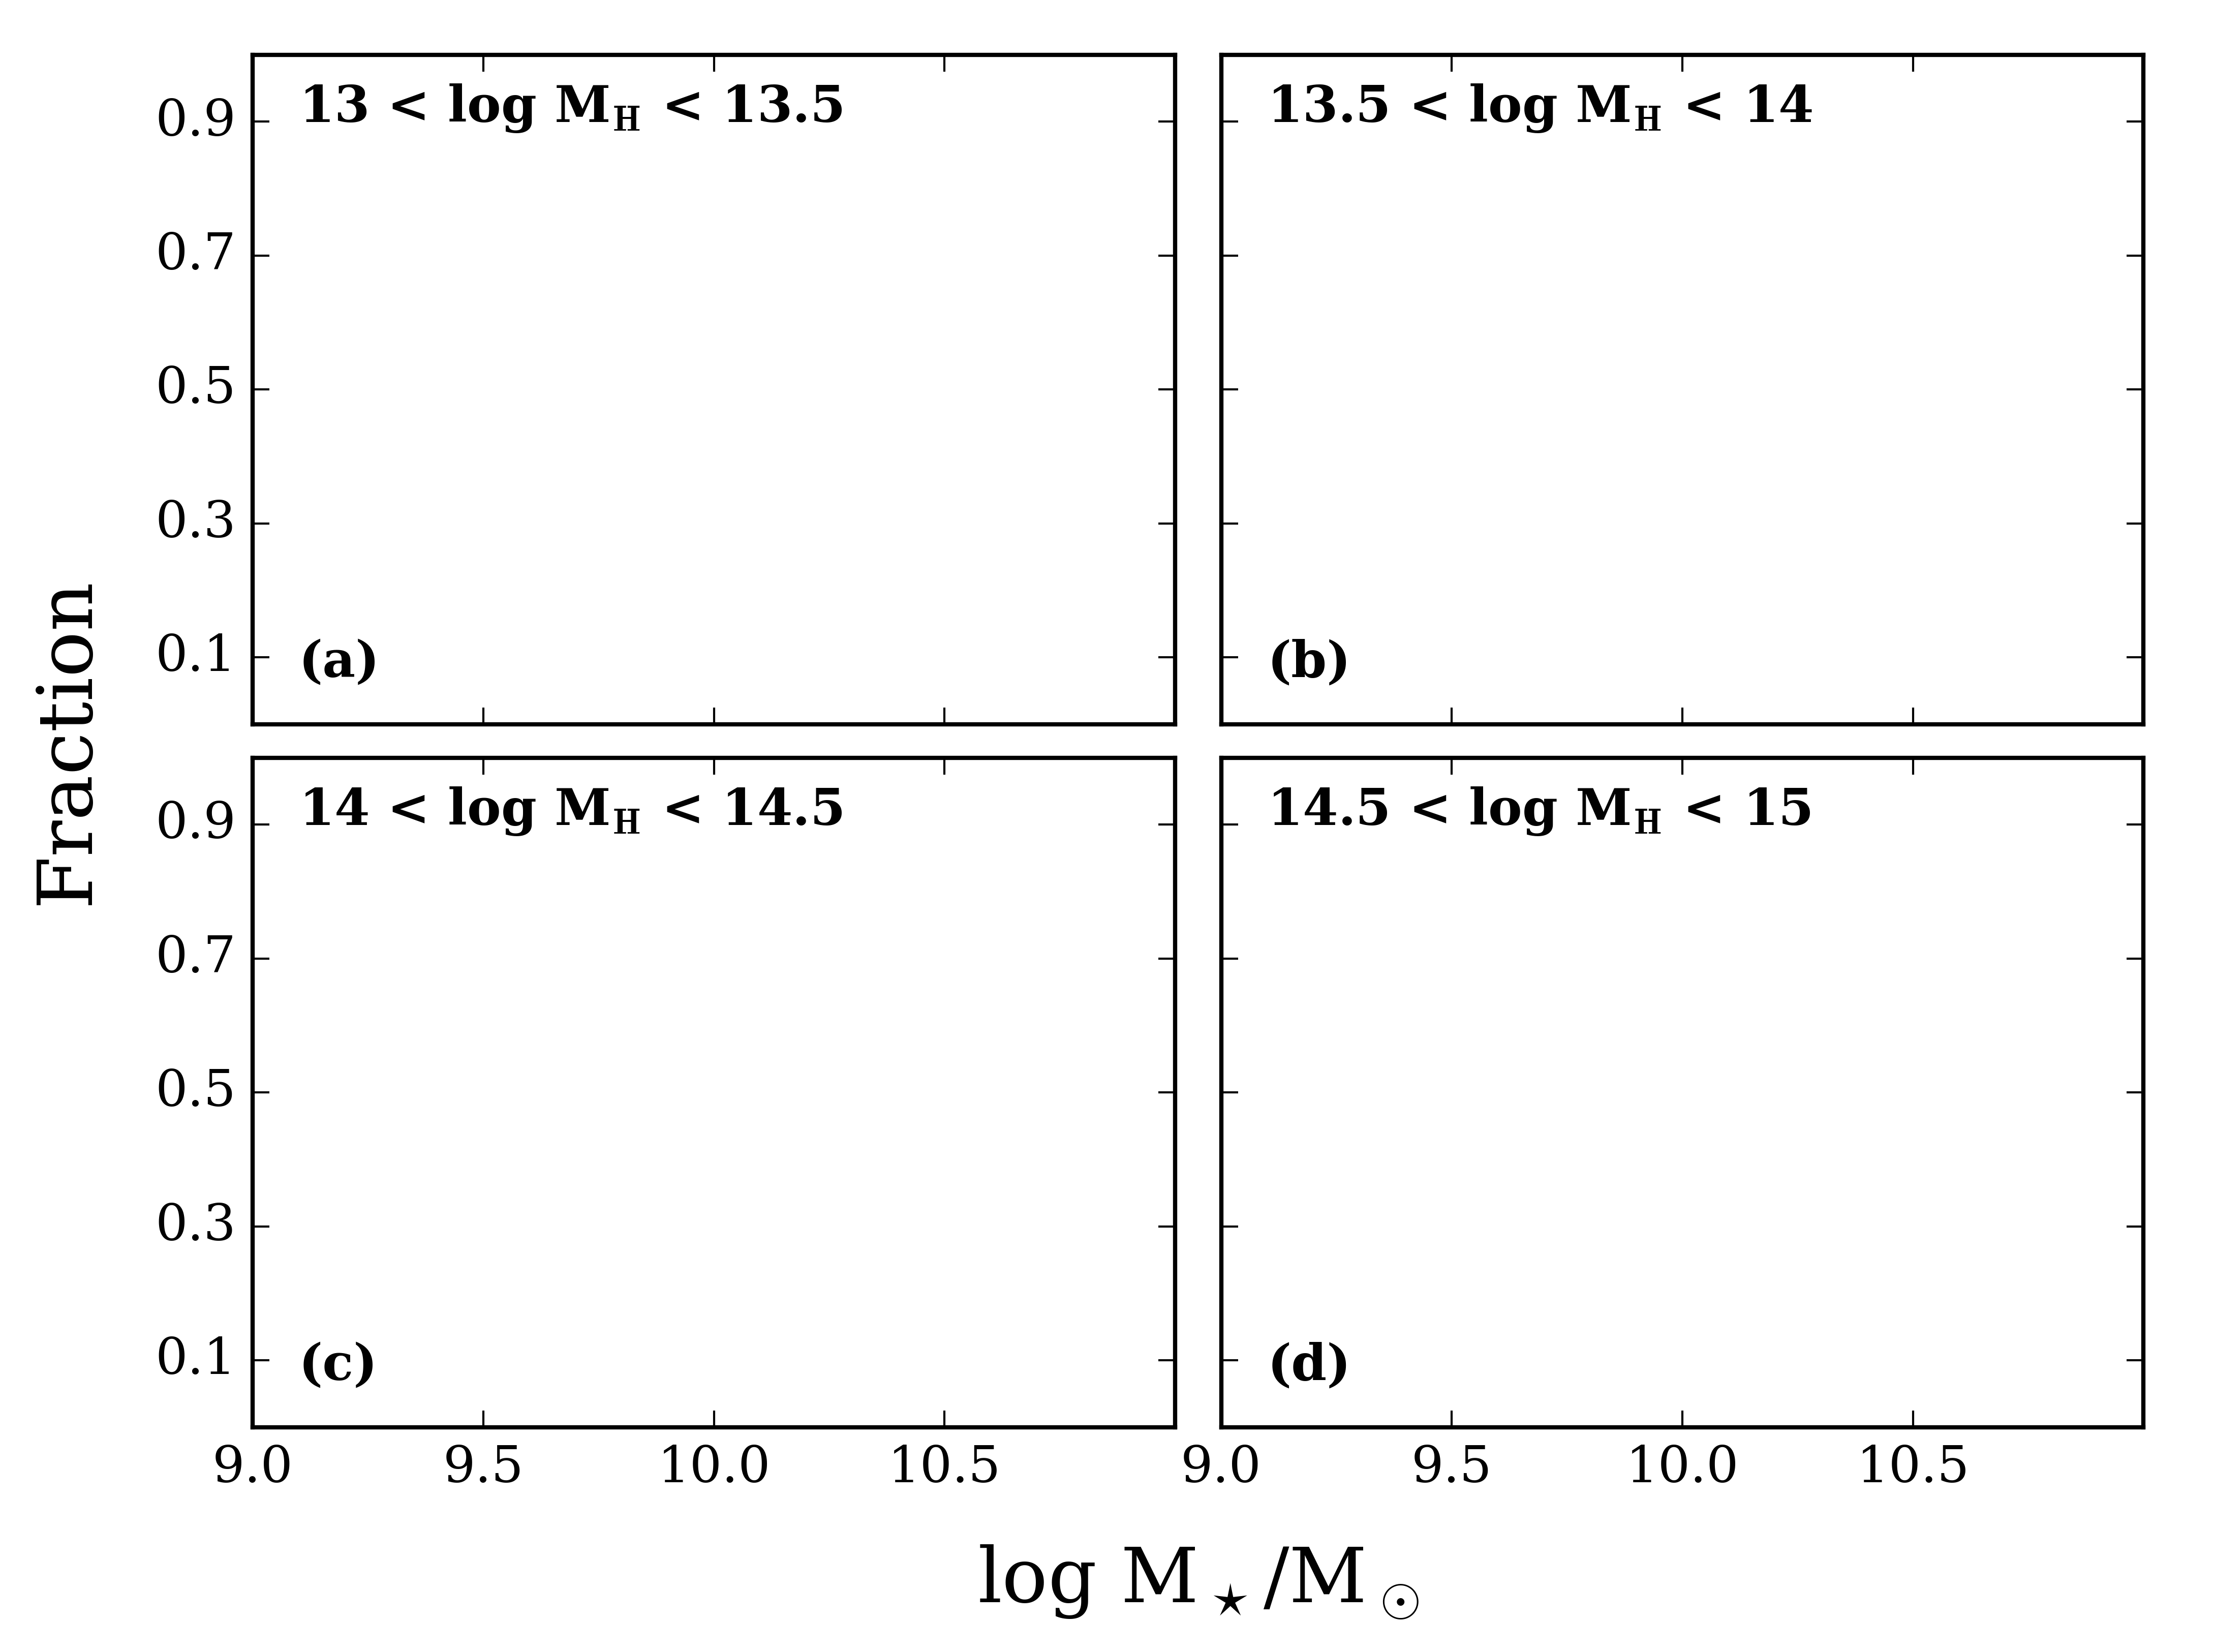 13 < log M_H < 13.5
13.5 < log M_H < 14
0.9
0.7
0.5
0.3
0.1
(a)
(b)
Fraction
14 < log M_H < 14.5
14.5 < log M_H < 15
0.9
0.7
0.5
0.3
0.1
(c)
(d)
9.0 9.5 10.0 10.5
9.0 9.5 10.0 10.5
log M_★/M_☉